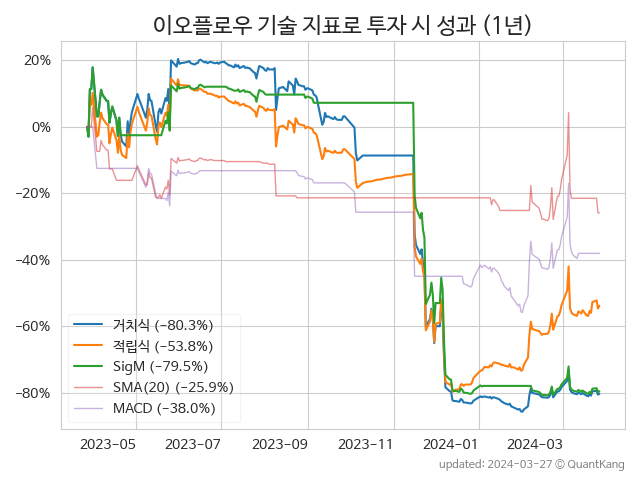 이오플로우 기술 지표로 투자 시 성과 (1년)
20%
0%
−20%
−40%
−60%
−80%
거치식 (−80.3%)
적립식 (−53.8%)
SigM (−79.5%)
SMA(20) (−25.9%)
MACD (−38.0%)
2023-05 2023-07 2023-09 2023-11 2024-01 2024-03
updated: 2024-03-27 © QuantKang